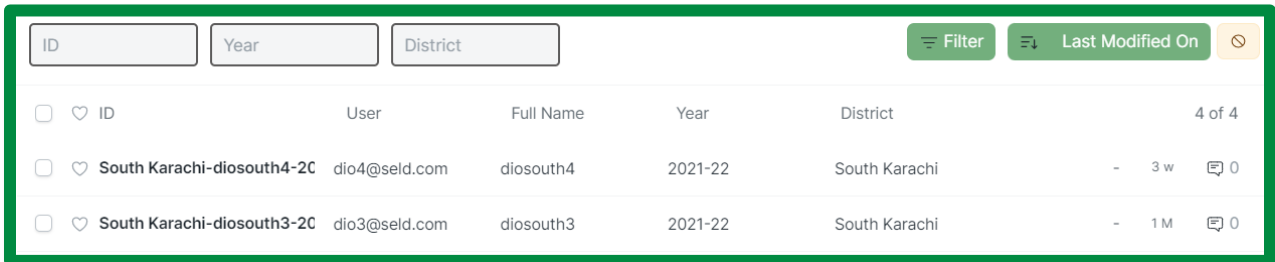 ID Year District Filter Last Modified On
ID User Full Name Year District 4 of 4
South Karachi-diosouth4-20 dio4@seld.com diosouth4 2021-22 South Karachi - 3 w 0
South Karachi-diosouth3-20 dio3@seld.com diosouth3 2021-22 South Karachi - 1 M 0